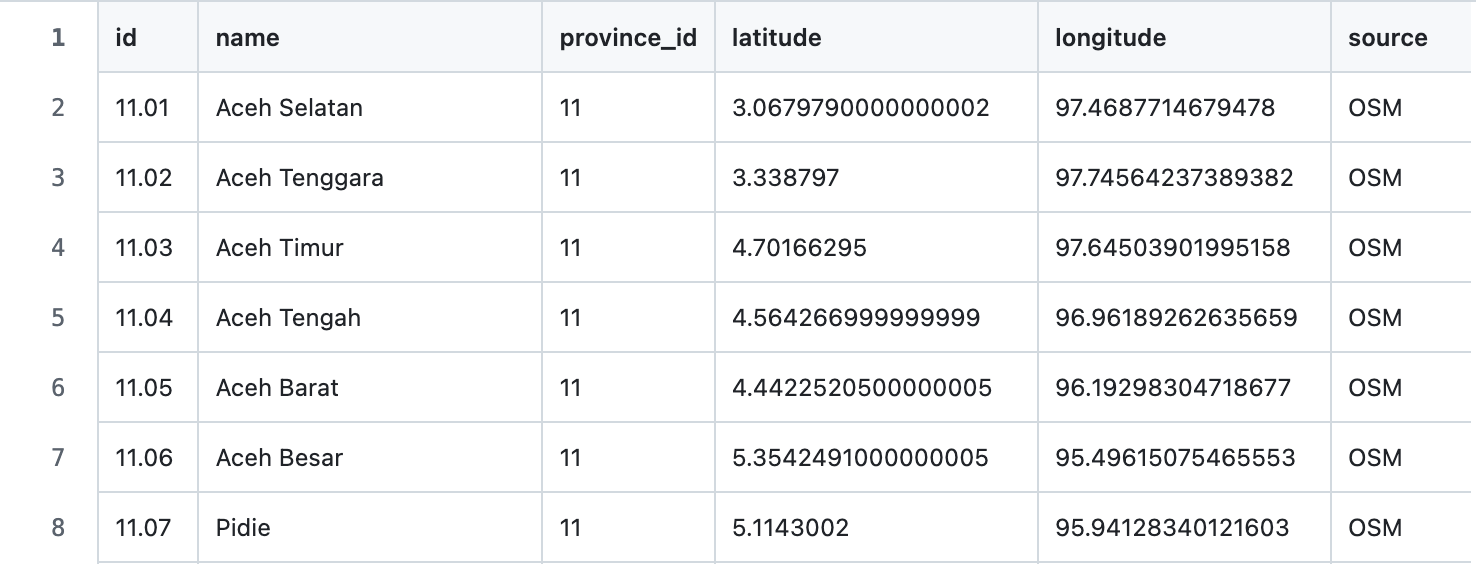 1 id name province_id latitude longitude source
2 11.01 Aceh Selatan 11 3.0679790000000002 97.4687714679478 OSM
3 11.02 Aceh Tenggara 11 3.338797 97.74564237389382 OSM
4 11.03 Aceh Timur 11 4.70166295 97.64503901995158 OSM
5 11.04 Aceh Tengah 11 4.564266999999999 96.96189262635659 OSM
6 11.05 Aceh Barat 11 4.4422520500000005 96.19298304718677 OSM
7 11.06 Aceh Besar 11 5.3542491000000005 95.49615075465553 OSM
8 11.07 Pidie 11 5.1143002 95.94128340121603 OSM